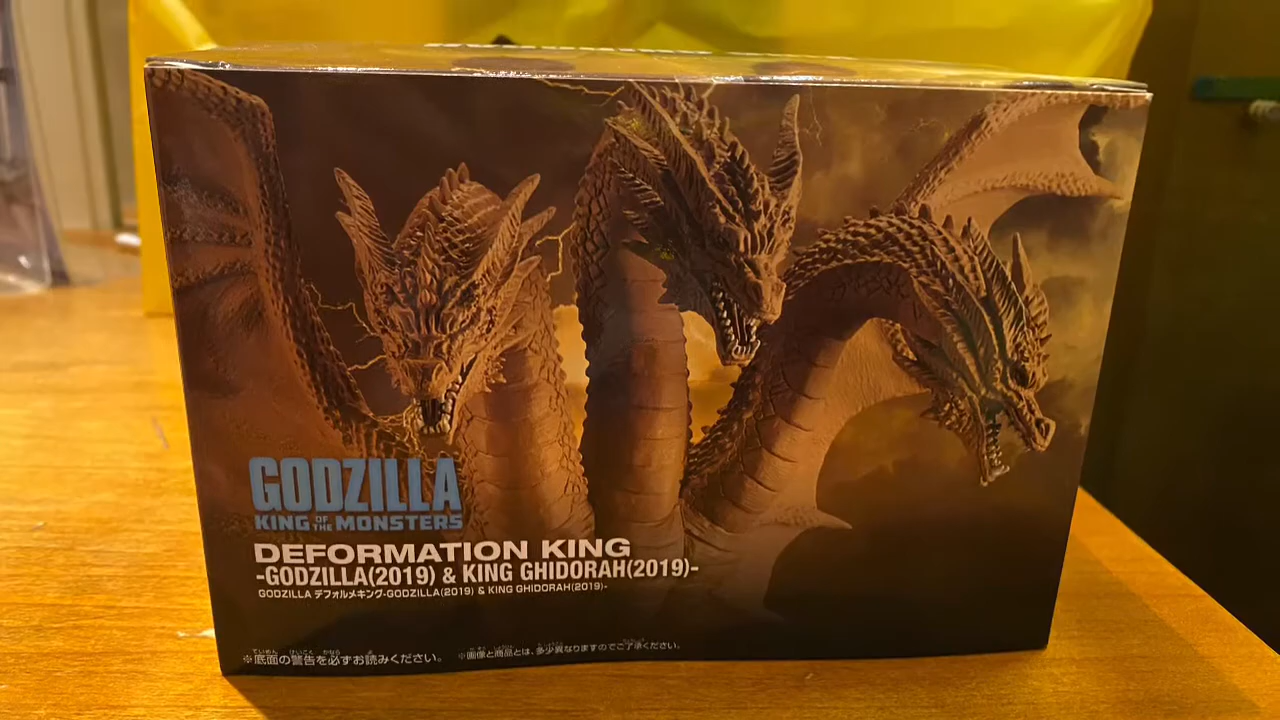 GODZILLA
KING OF THE MONSTERS
DEFORMATION KING
-GODZILLA(2019) & KING GHIDORAH(2019)-
GODZILLA デフォルメキング-GODZILLA(2019) & KING GHIDORAH(2019)-
※底面の警告を必ずお読みください。 ※画像と商品とは、多少異なりますのでご了承ください。